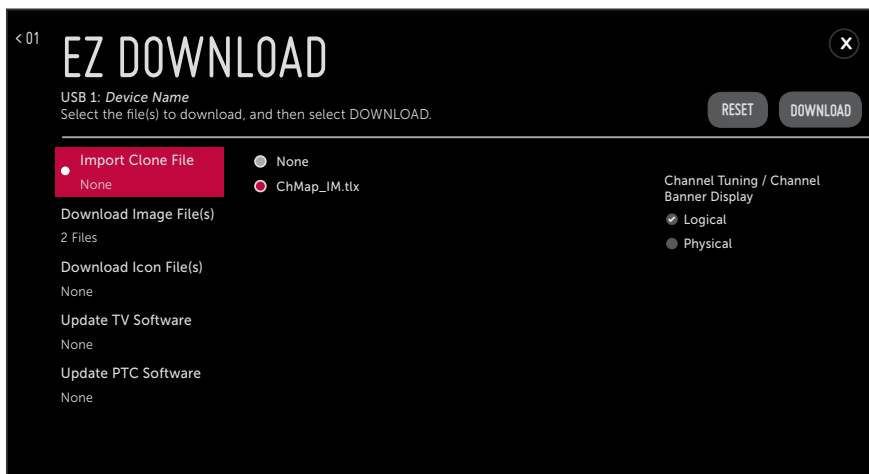 < 01
EZ DOWNLOAD
X
USB 1: Device Name
Select the file(s) to download, and then select DOWNLOAD.
RESET
DOWNLOAD
Import Clone File
None
Download Image File(s)
2 Files
Download Icon File(s)
None
Update TV Software
None
Update PTC Software
None
None
ChMap_IM.tlx
Channel Tuning / Channel
Banner Display
Logical
Physical